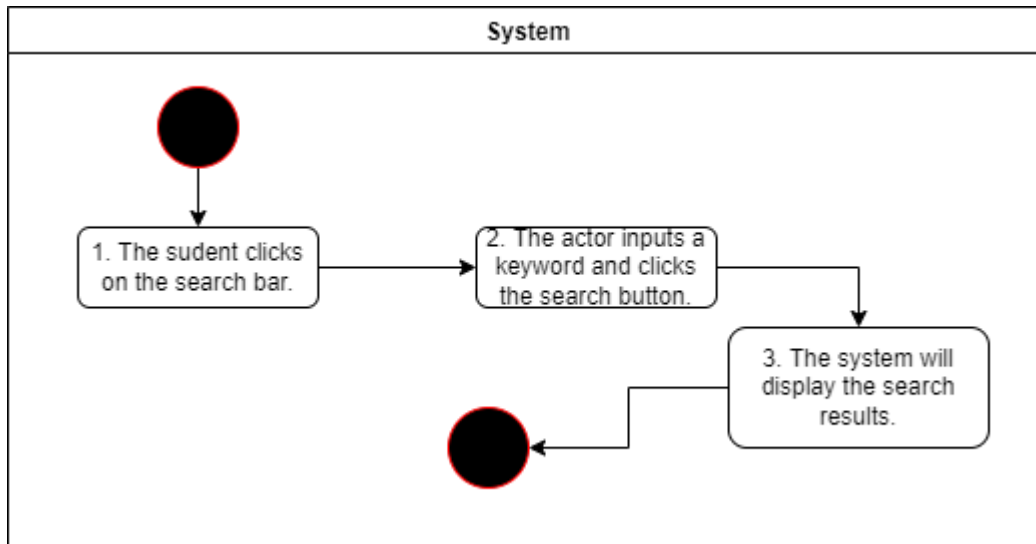 System
1. The sudent clicks
on the search bar.
2. The actor inputs a
keyword and clicks
the search button.
3. The system will
display the search
results.